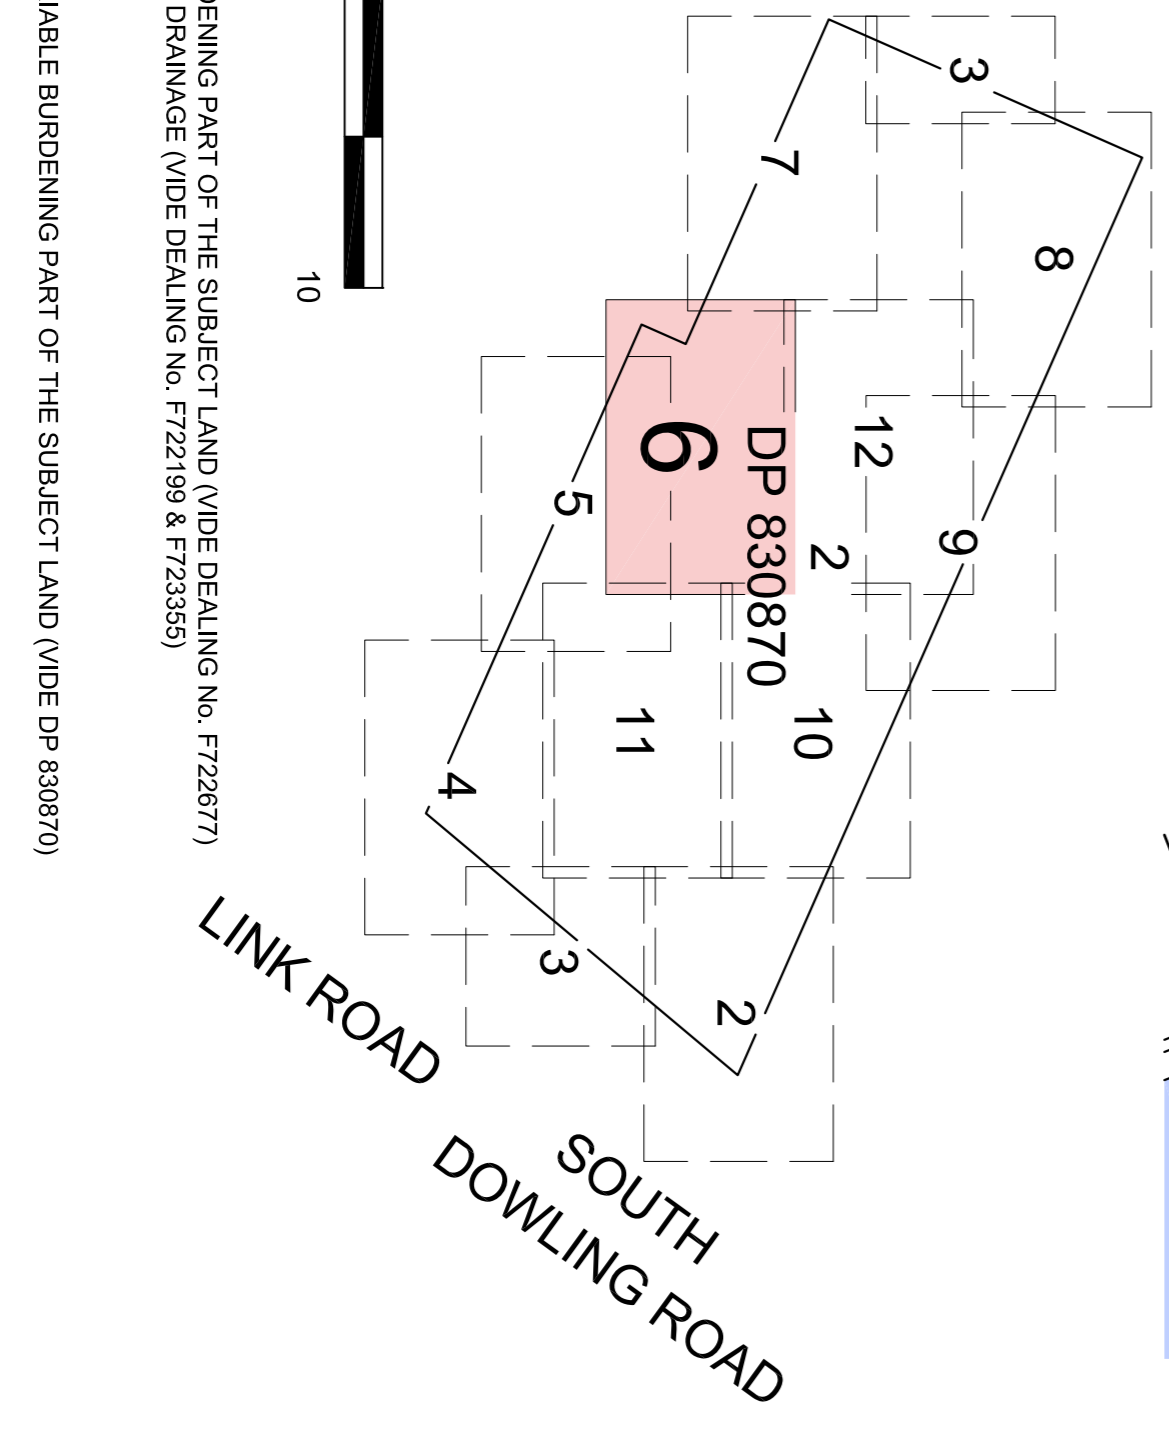 DENING PART OF THE SUBJECT LAND (VIDE DEALING No. F722677)
DRAINAGE (VIDE DEALING No. F722199 & F723355)
IABLE BURDENING PART OF THE SUBJECT LAND (VIDE DP 830870)
10
3
7
8
12
6
DP 830870
2
5
9
11
10
4
3
2
LINK ROAD
SOUTH
DOWLING ROAD